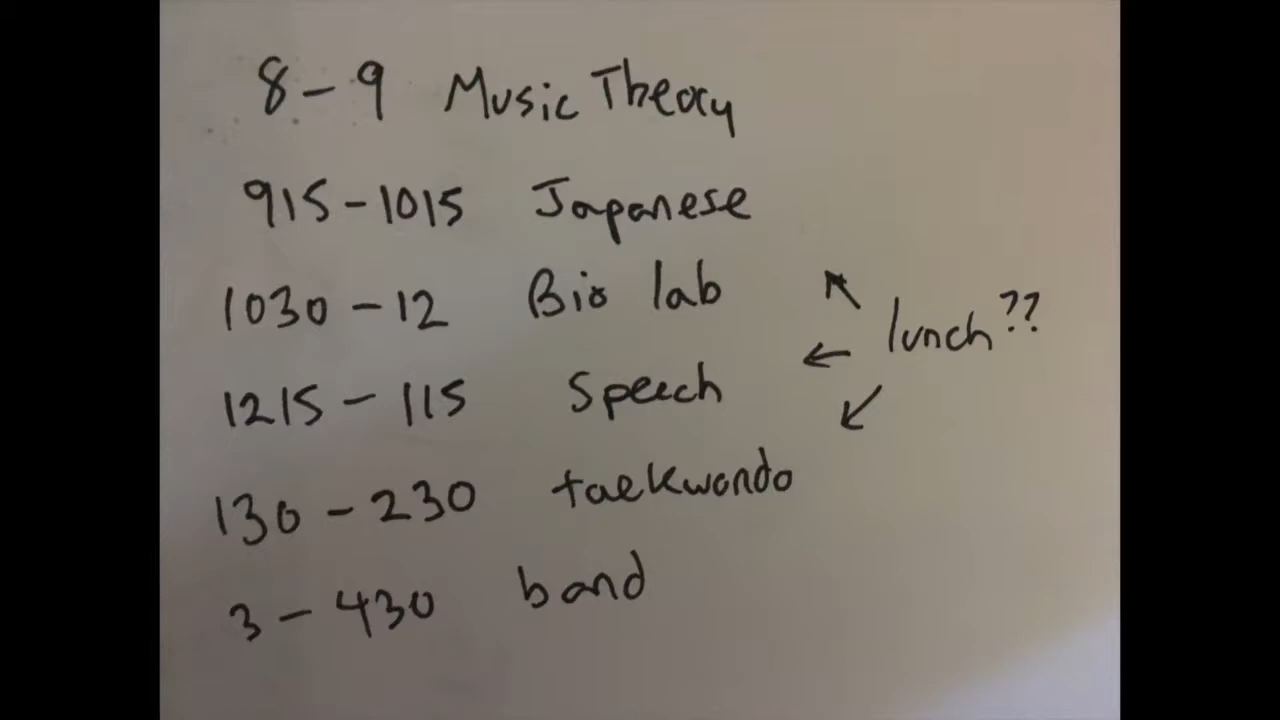 8 - 9 Music Theory
915 - 1015 Japanese
1030 - 12 Bio lab
lunch??
1215 - 115 Speech
130 - 230 taekwondo
3 - 430 band